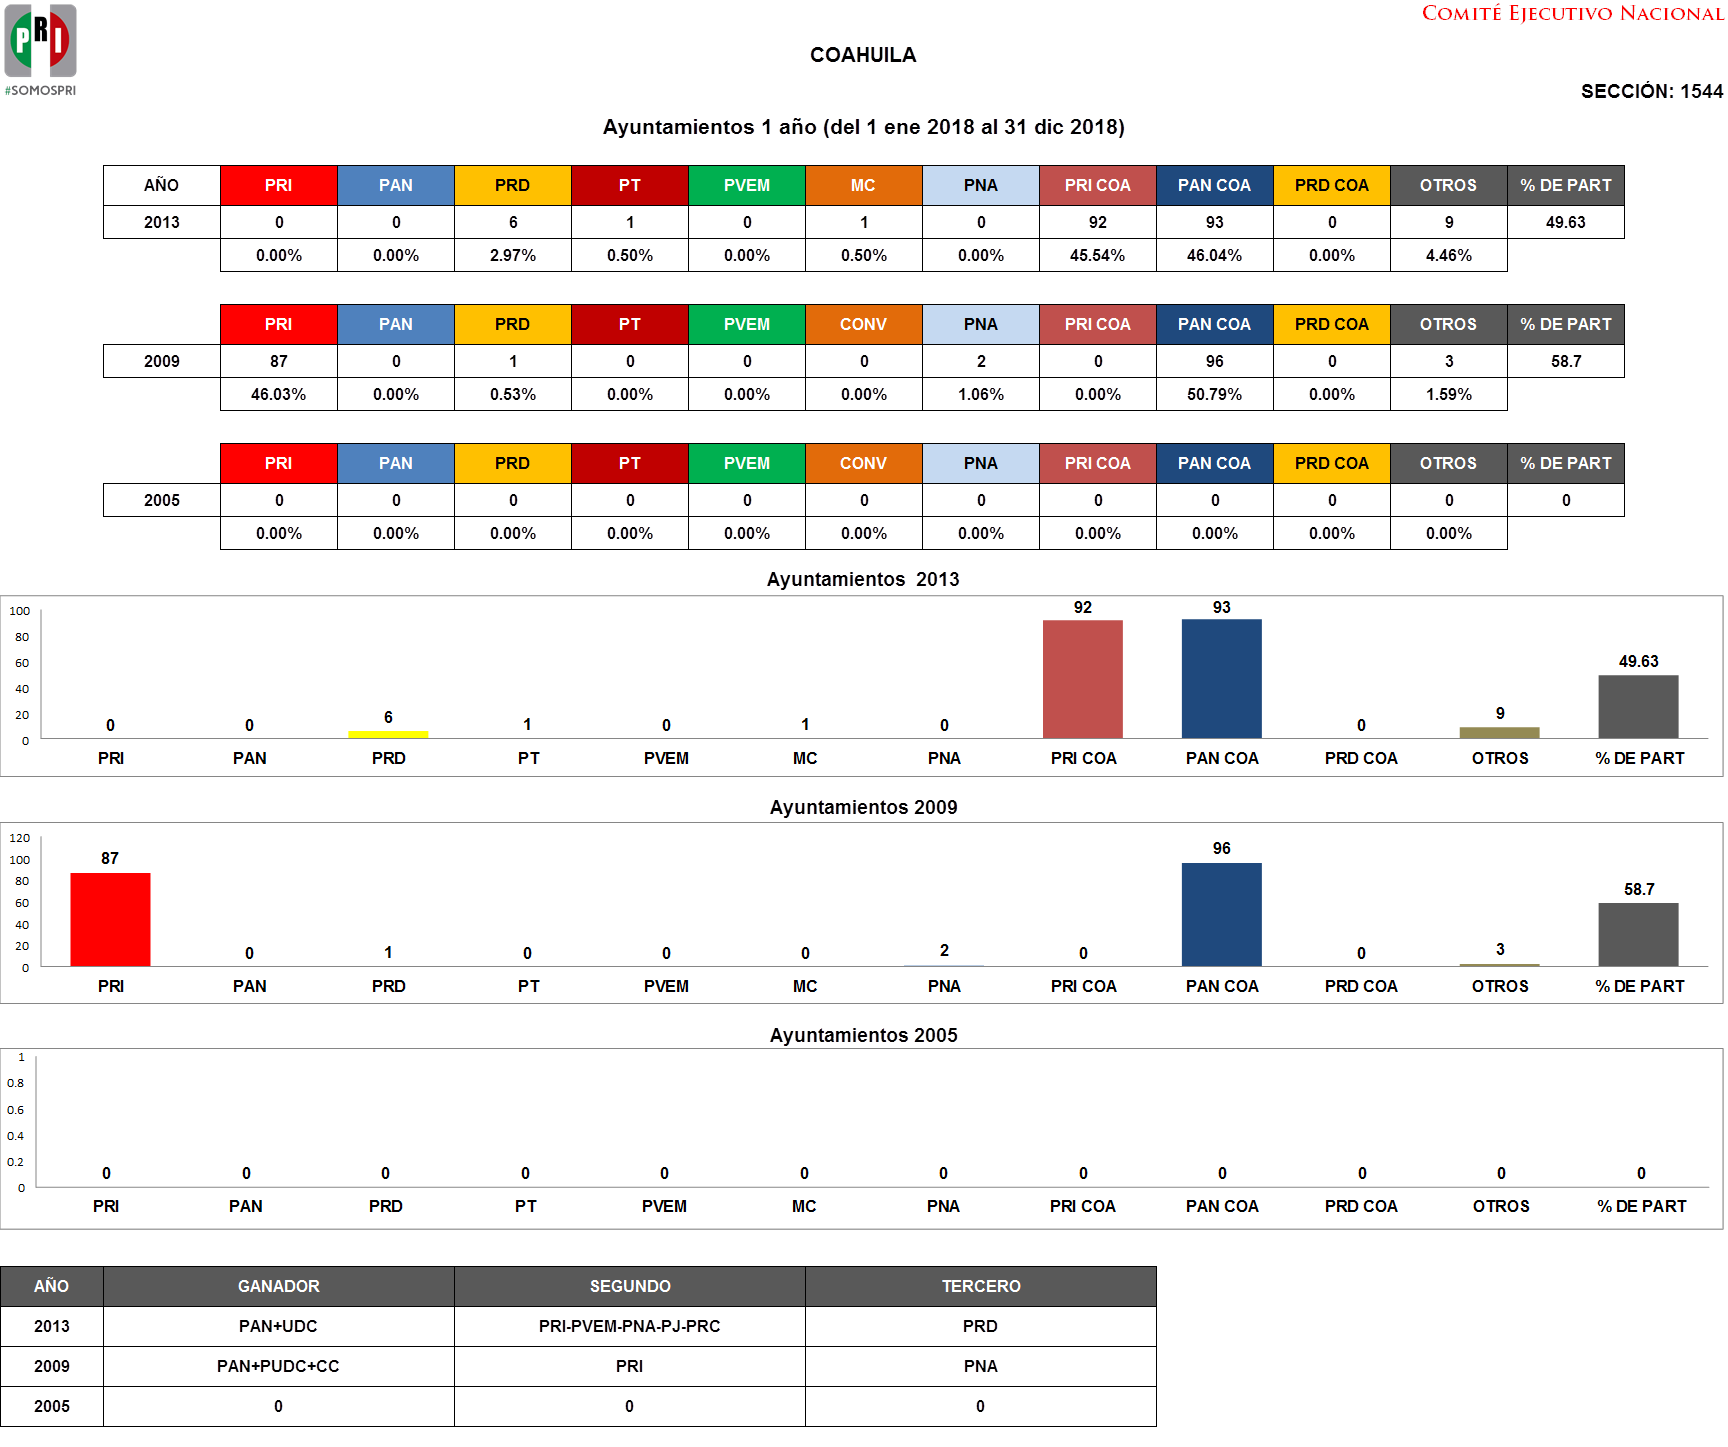 COMITÉ EJECUTIVO NACIONAL
PRI
#SOMOSPRI
COAHUILA
SECCIÓN: 1544
Ayuntamientos 1 año (del 1 ene 2018 al 31 dic 2018)
AÑO PRI PAN PRD PT PVEM MC PNA PRI COA PAN COA PRD COA OTROS % DE PART
2013 0 0 6 1 0 1 0 92 93 0 9 49.63
0.00% 0.00% 2.97% 0.50% 0.00% 0.50% 0.00% 45.54% 46.04% 0.00% 4.46%
PRI PAN PRD PT PVEM CONV PNA PRI COA PAN COA PRD COA OTROS % DE PART
2009 87 0 1 0 0 0 2 0 96 0 3 58.7
46.03% 0.00% 0.53% 0.00% 0.00% 0.00% 1.06% 0.00% 50.79% 0.00% 1.59%
PRI PAN PRD PT PVEM CONV PNA PRI COA PAN COA PRD COA OTROS % DE PART
2005 0 0 0 0 0 0 0 0 0 0 0 0
0.00% 0.00% 0.00% 0.00% 0.00% 0.00% 0.00% 0.00% 0.00% 0.00% 0.00%
Ayuntamientos 2013
100
80
60
40
20
0
0 0 6 1 0 1 0 92 93 0 9 49.63
PRI PAN PRD PT PVEM MC PNA PRI COA PAN COA PRD COA OTROS % DE PART
Ayuntamientos 2009
120
100
80
60
40
20
0
87 0 1 0 0 0 2 0 96 0 3 58.7
PRI PAN PRD PT PVEM MC PNA PRI COA PAN COA PRD COA OTROS % DE PART
Ayuntamientos 2005
1
0.8
0.6
0.4
0.2
0
0 0 0 0 0 0 0 0 0 0 0 0
PRI PAN PRD PT PVEM MC PNA PRI COA PAN COA PRD COA OTROS % DE PART
AÑO GANADOR SEGUNDO TERCERO
2013 PAN+UDC PRI-PVEM-PNA-PJ-PRC PRD
2009 PAN+PUDC+CC PRI PNA
2005 0 0 0